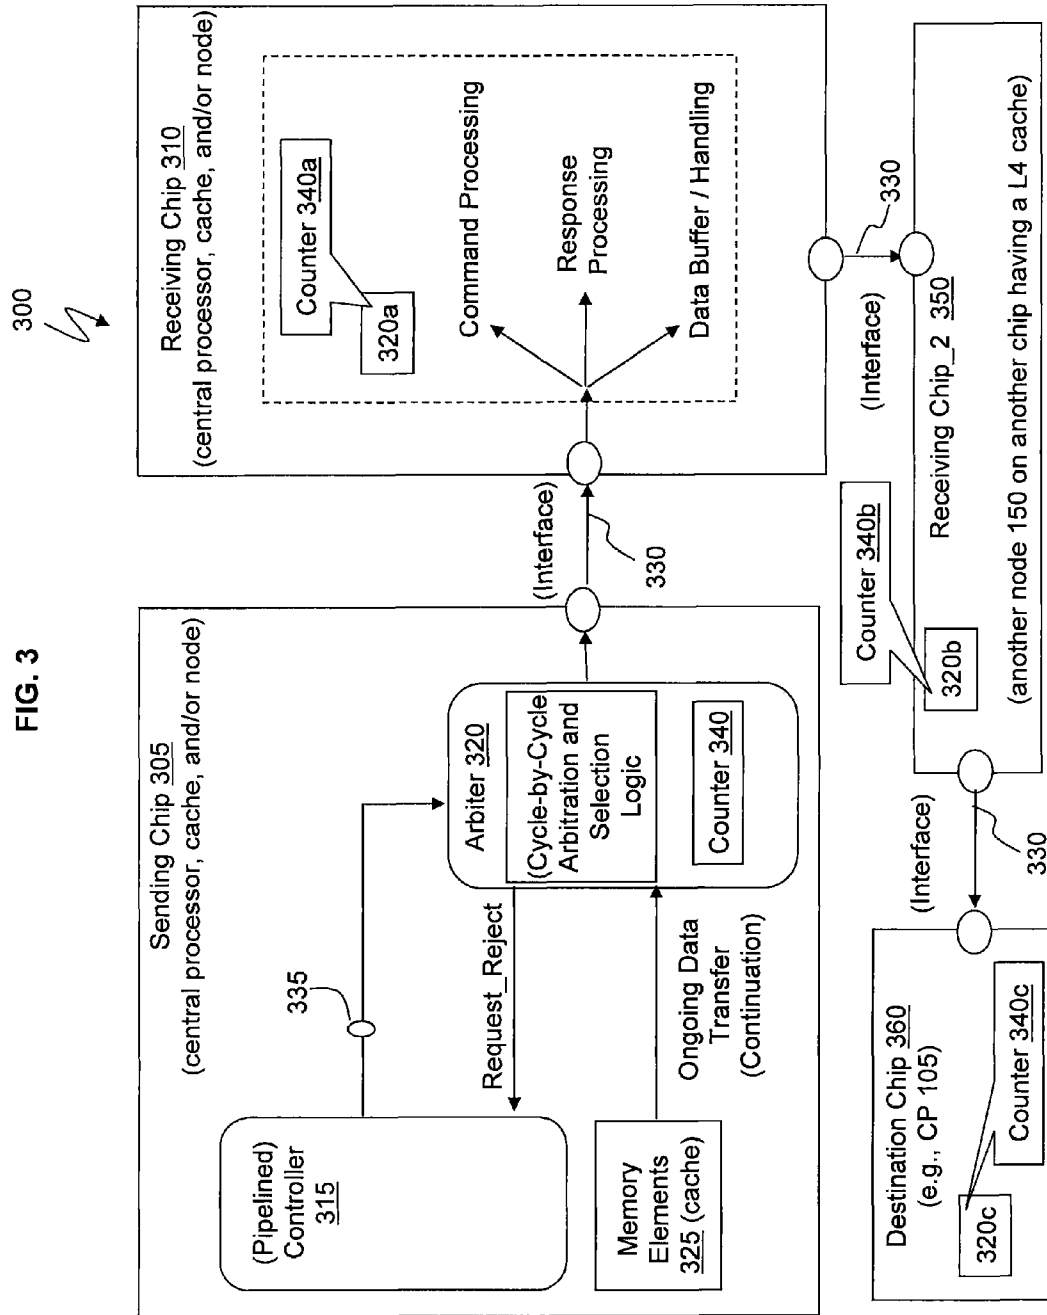 FIG. 3
300
Sending Chip 305
(central processor, cache, and/or node)
(Pipelined)
Controller
315
335
Request_Reject
Memory
Elements
325 (cache)
Ongoing Data
Transfer
(Continuation)
Arbiter 320
(Cycle-by-Cycle
Arbitration and
Selection
Logic
Counter 340
(Interface)
330
Receiving Chip 310
(central processor, cache, and/or node)
Counter 340a
320a
Command Processing
Response
Processing
Data Buffer / Handling
(Interface)
330
Receiving Chip_2 350
Counter 340b
320b
(another node 150 on another chip having a L4 cache)
(Interface)
330
Destination Chip 360
(e.g., CP 105)
320c
Counter 340c